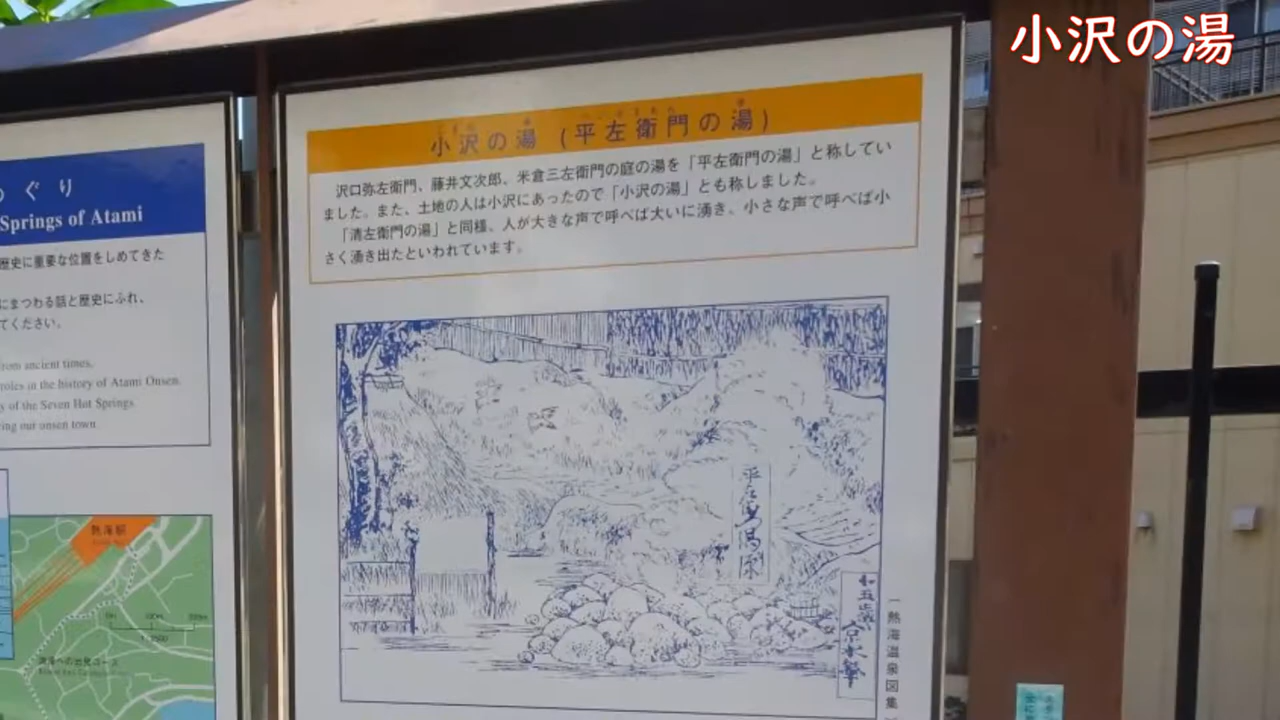 小沢の湯
小沢の湯 (平左衛門の湯)
沢口弥左衛門、藤井文次郎、米倉三左衛門の庭の湯を「平左衛門の湯」と称してい
ました。また、土地の人は小沢にあったので「小沢の湯」とも称しました。
「清左衛門の湯」と同様、人が大きな声で呼べば大いに湧き、小さな声で呼べば小
さく湧き出たといわれています。
めぐり
Springs of Atami
歴史に重要な位置をしめてきた
にまつわる話と歴史にふれ、
てください。
from ancient times,
roles in the history of Atami Onsen.
y of the Seven Hot Springs
ring our onsen town.
熱海駅
熱海温泉図集